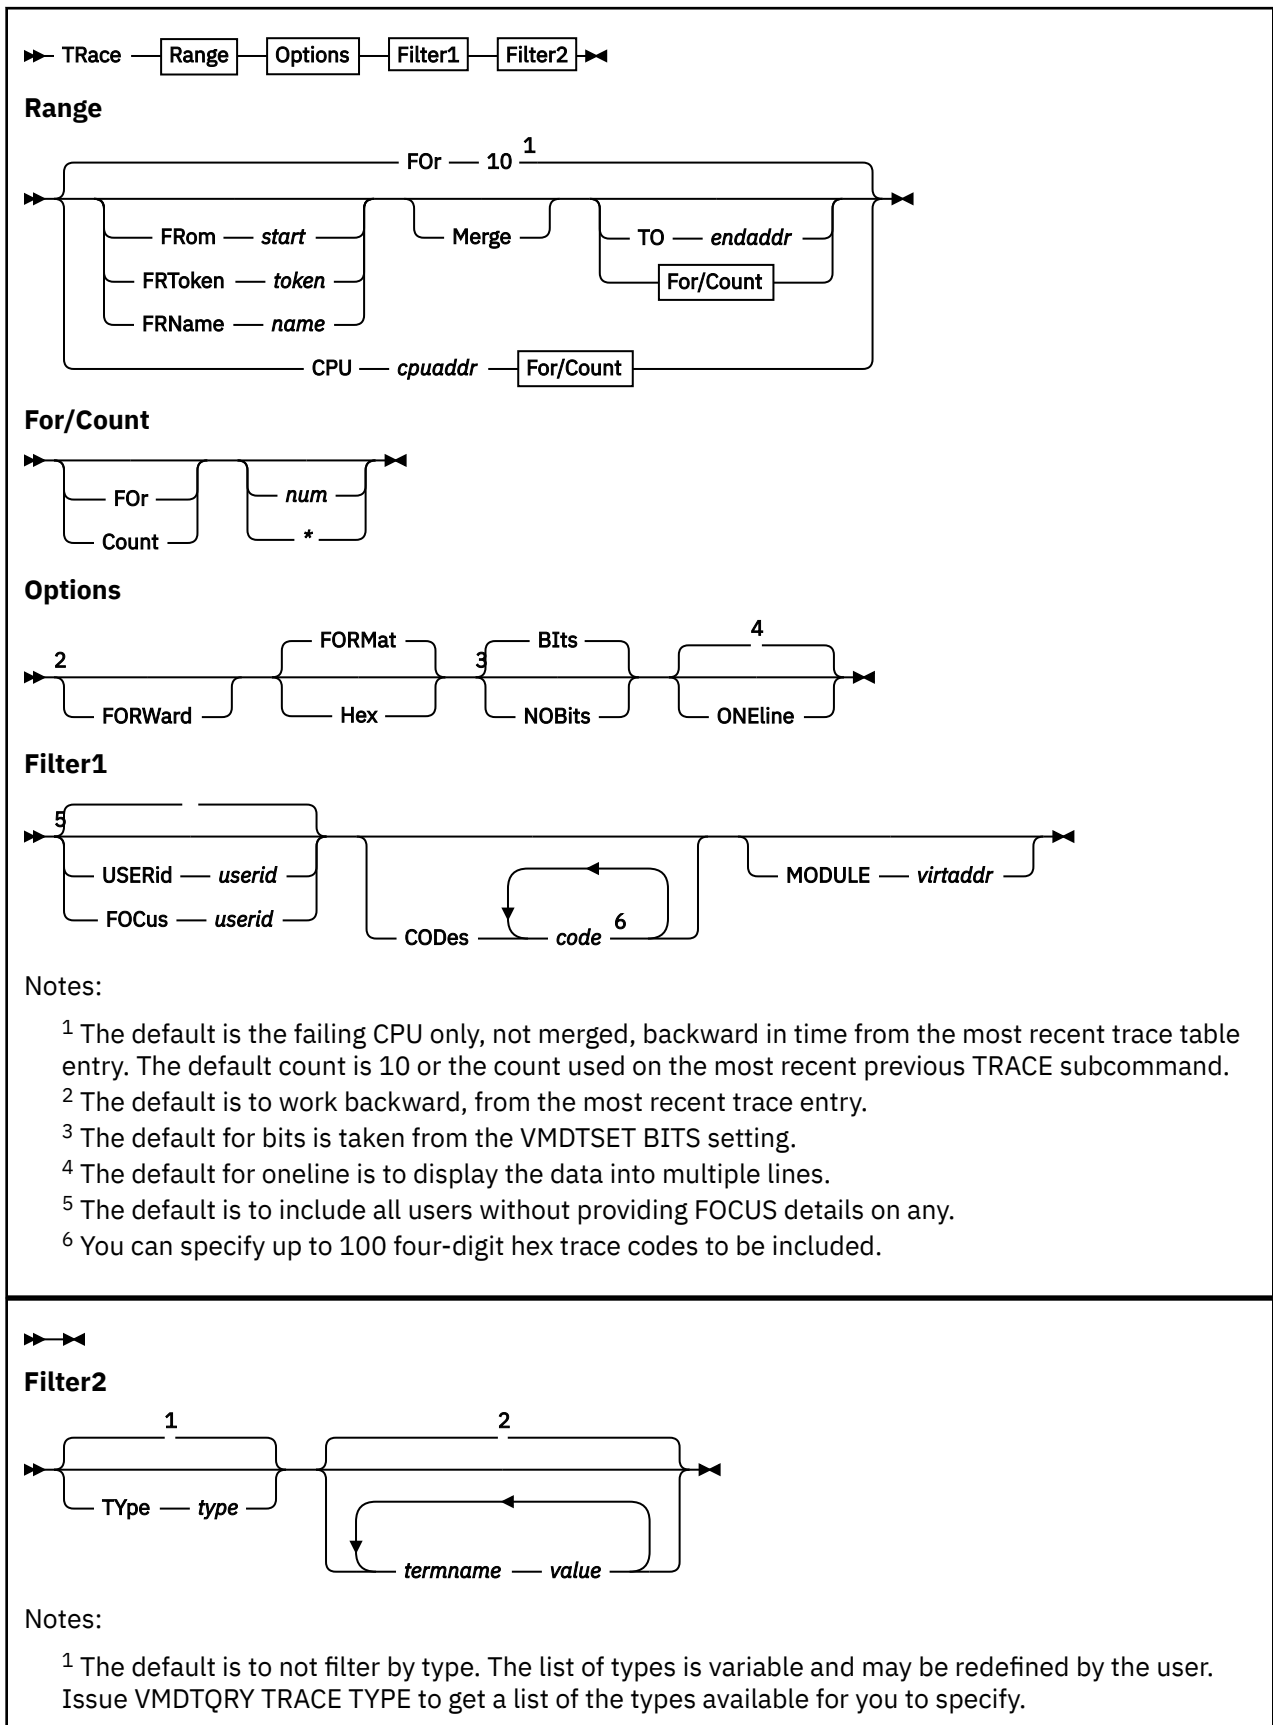 TRace Range Options Filter1 Filter2
Range
1
FOr 10
FRom start Merge TO endaddr
FRToken token For/Count
FRName name
CPU cpuaddr For/Count
For/Count
FOr num
Count *
Options
4
FORMat BIts
2 3
FORWard Hex NOBits ONEline
Filter1
5
USERid userid MODULE virtaddr
FOCus userid 6
CODes code
Notes:
1 The default is the failing CPU only, not merged, backward in time from the most recent trace table
entry. The default count is 10 or the count used on the most recent previous TRACE subcommand.
2 The default is to work backward, from the most recent trace entry.
3 The default for bits is taken from the VMDTSET BITS setting.
4 The default for oneline is to display the data into multiple lines.
5 The default is to include all users without providing FOCUS details on any.
6 You can specify up to 100 four-digit hex trace codes to be included.
Filter2
1 2
TYpe type
termname value
Notes:
1 The default is to not filter by type. The list of types is variable and may be redefined by the user.
Issue VMDTQRY TRACE TYPE to get a list of the types available for you to specify.